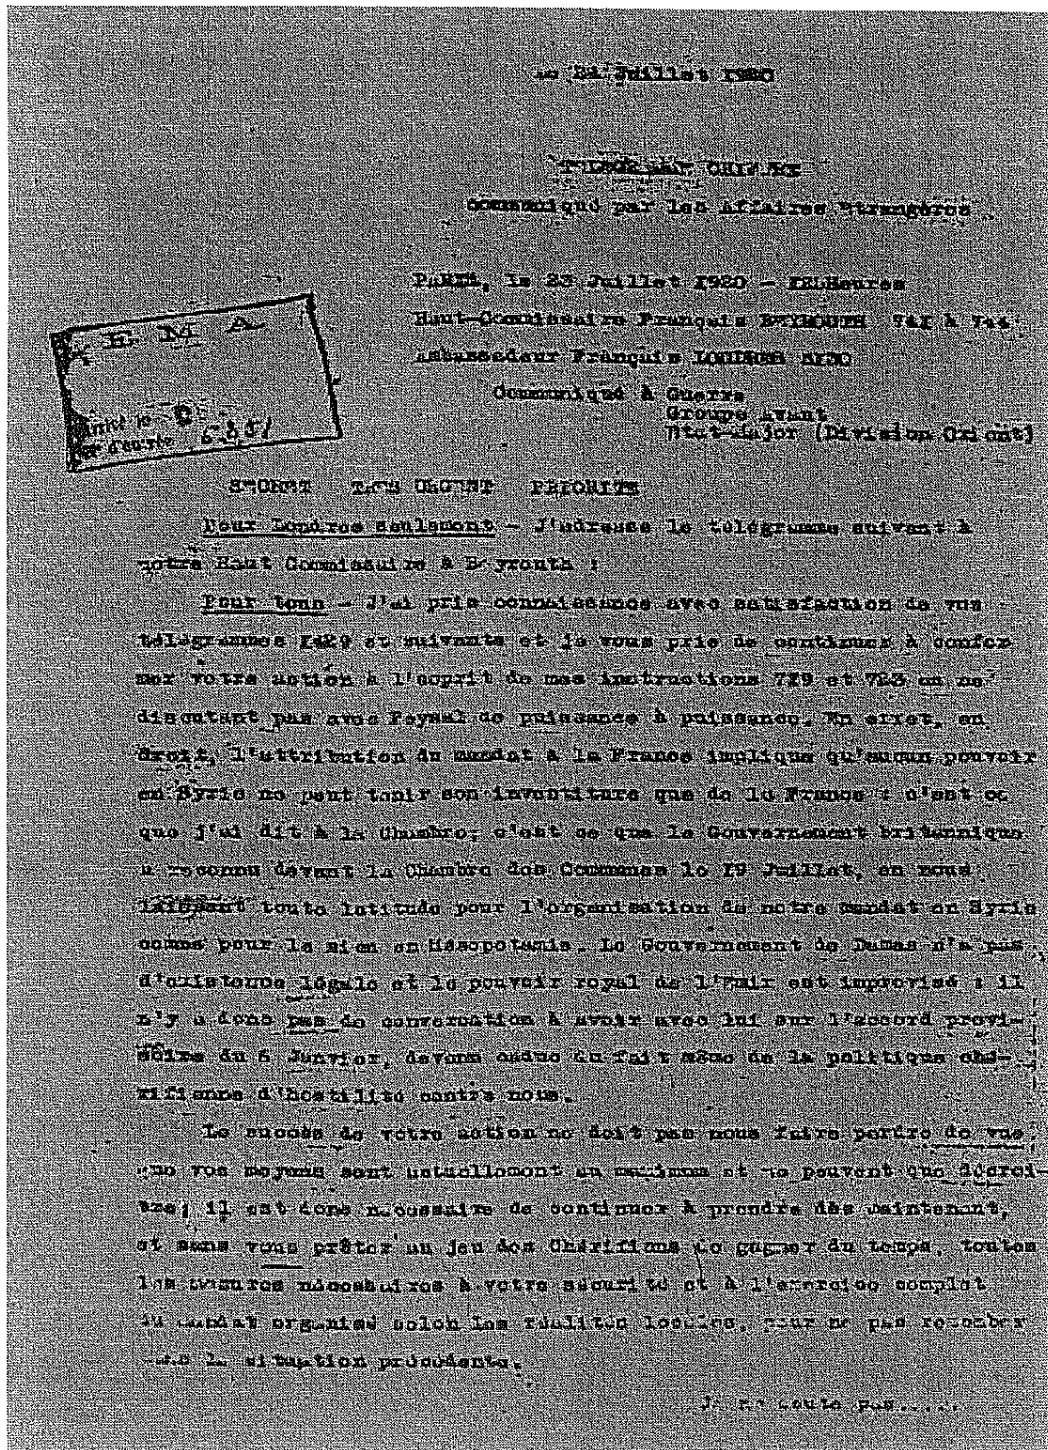 Juillet 1920
communiqué par les Affaires Etrangères
PARIS, le 23 Juillet 1920 -
Haut-Commissaire Français BEYROUTH 741 à 744
Ambassadeur Français LONDRES
Communiqué à Guerre
Groupe Avant
Etat-Major (Division Orient)
E M A
SECRET TRES URGENT PRIORITE
Pour Londres seulement - J'adresse le télégramme suivant à
notre Haut Commissaire à Beyrouth :
Pour tous - J'ai pris connaissance avec satisfaction de vos
télégrammes 1429 et suivants et je vous prie de continuer à confor
mer votre action à l'esprit de mes instructions 719 et 723 en ne
discutant pas avec Feysal de puissance à puissance. En effet, en
droit, l'attribution du mandat à la France implique qu'aucun pouvoir
en Syrie ne peut tenir son investiture que de la France : c'est ce
que j'ai dit à la Chambre; c'est ce que le Gouvernement britannique
a reconnu devant la Chambre des Communes le 19 Juillet, en nous
laissant toute latitude pour l'organisation de notre mandat en Syrie
comme pour le sien en Mésopotamie. Le Gouvernement de Damas n'a pas
d'existence légale et le pouvoir royal de l'Emir est improvisé : il
n'y a donc pas de conversation à avoir avec lui sur l'accord provi-
soire du 6 Janvier, devenu caduc du fait même de la politique ché-
rifienne d'hostilité contre nous.
Le succès de votre action ne doit pas nous faire perdre de vue
que vos moyens sont actuellement au maximum et ne peuvent que décroi-
tre; il est donc nécessaire de continuer à prendre dès maintenant,
et sans vous prêter au jeu des Chérifiens de gagner du temps, toutes
les mesures nécessaires à votre sécurité et à l'exercice complet
du mandat organisé selon les réalités locales, pour ne pas retomber
dans la situation précédente.
Je ne doute pas.....